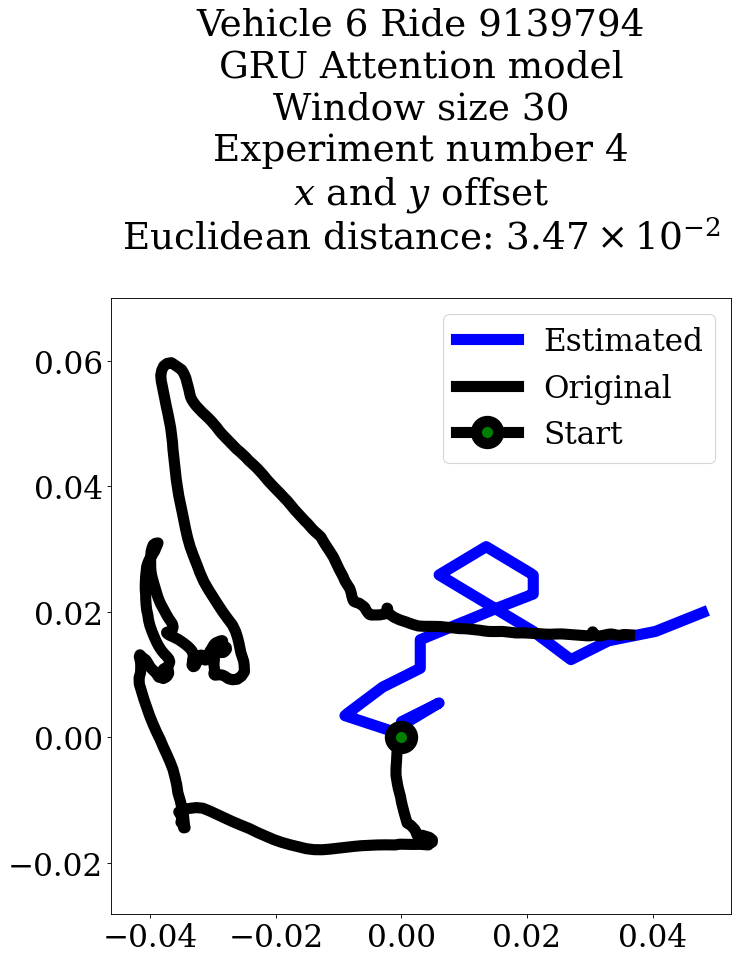 Vehicle 6 Ride 9139794
GRU Attention model
Window size 30
Experiment number 4
x and y offset
Euclidean distance: 3.47 × 10⁻²
Estimated
Original
Start
0.06
0.04
0.02
0.00
−0.02
−0.04 −0.02 0.00 0.02 0.04